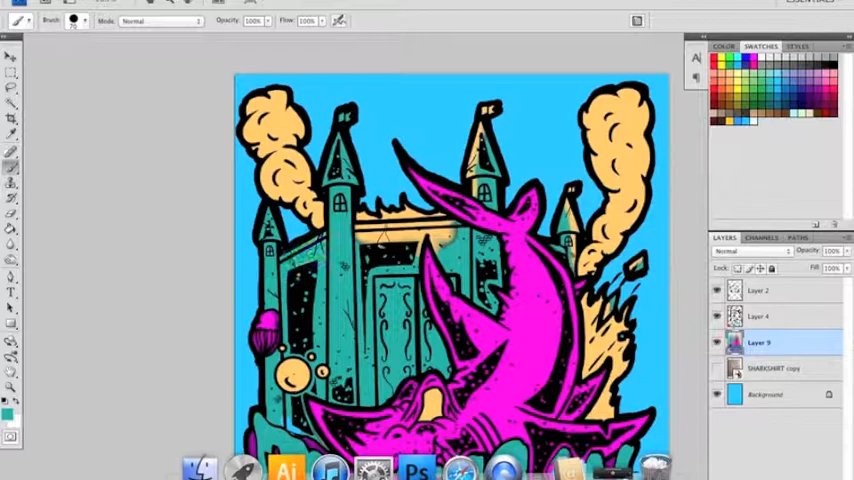 Brush:
70
Mode:
Normal
Opacity:
100%
Flow:
100%
COLOR
SWATCHES
STYLES
A
LAYERS
CHANNELS
PATHS
Normal
Opacity:
100%
Lock:
Fill:
100%
Layer 2
Layer 4
Layer 9
SHARKSHIRT copy
Background
T
Ai
Ps